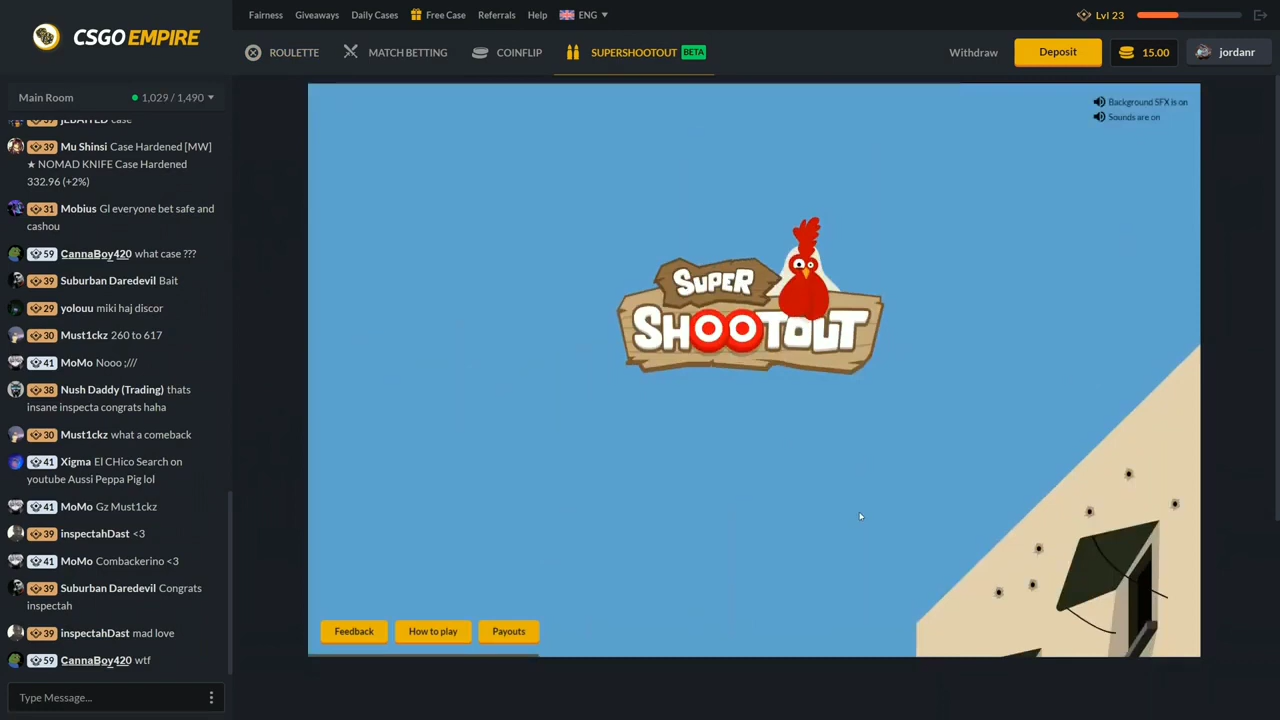 CSGOEMPIRE
Fairness Giveaways Daily Cases Free Case Referrals Help ENG
Lvl 23
ROULETTE MATCH BETTING COINFLIP SUPERSHOOTOUT BETA
Withdraw Deposit 15.00 jordanr
Main Room 1,029 / 1,490
37 jEBAITED case
39 Mu Shinsi Case Hardened [MW]
★ NOMAD KNIFE Case Hardened
332.96 (+2%)
31 Mobius Gl everyone bet safe and
cashou
59 CannaBoy420 what case ???
39 Suburban Daredevil Bait
29 yolouu miki haj discor
30 Must1ckz 260 to 617
41 MoMo Nooo ;///
38 Nush Daddy (Trading) thats
insane inspecta congrats haha
30 Must1ckz what a comeback
41 Xigma El CHico Search on
youtube Aussi Peppa Pig lol
41 MoMo Gz Must1ckz
39 inspectahDast <3
41 MoMo Combackerino <3
39 Suburban Daredevil Congrats
inspectah
39 inspectahDast mad love
59 CannaBoy420 wtf
Type Message...
Background SFX is on
Sounds are on
SUPER
SHOOTOUT
Feedback How to play Payouts